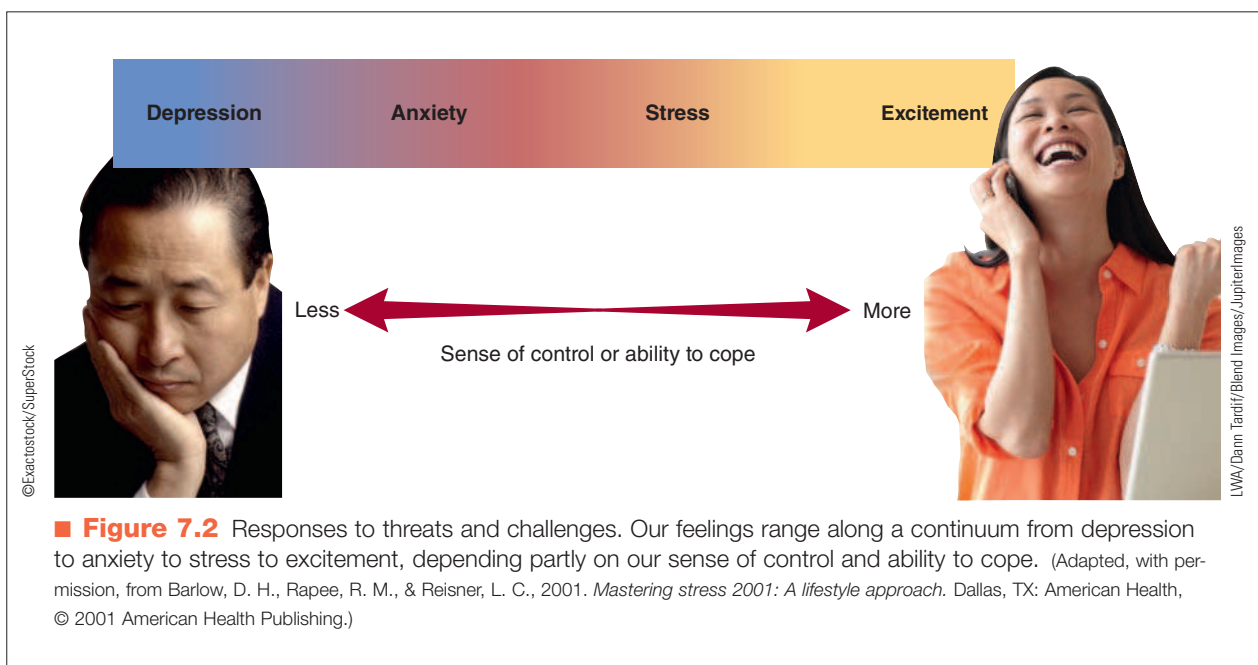 Depression Anxiety Stress Excitement
Less More
Sense of control or ability to cope
©Exactostock/SuperStock
LWA/Dann Tardif/Blend Images/JupiterImages
■ Figure 7.2 Responses to threats and challenges. Our feelings range along a continuum from depression
to anxiety to stress to excitement, depending partly on our sense of control and ability to cope. (Adapted, with per-
mission, from Barlow, D. H., Rapee, R. M., & Reisner, L. C., 2001. Mastering stress 2001: A lifestyle approach. Dallas, TX: American Health,
© 2001 American Health Publishing.)